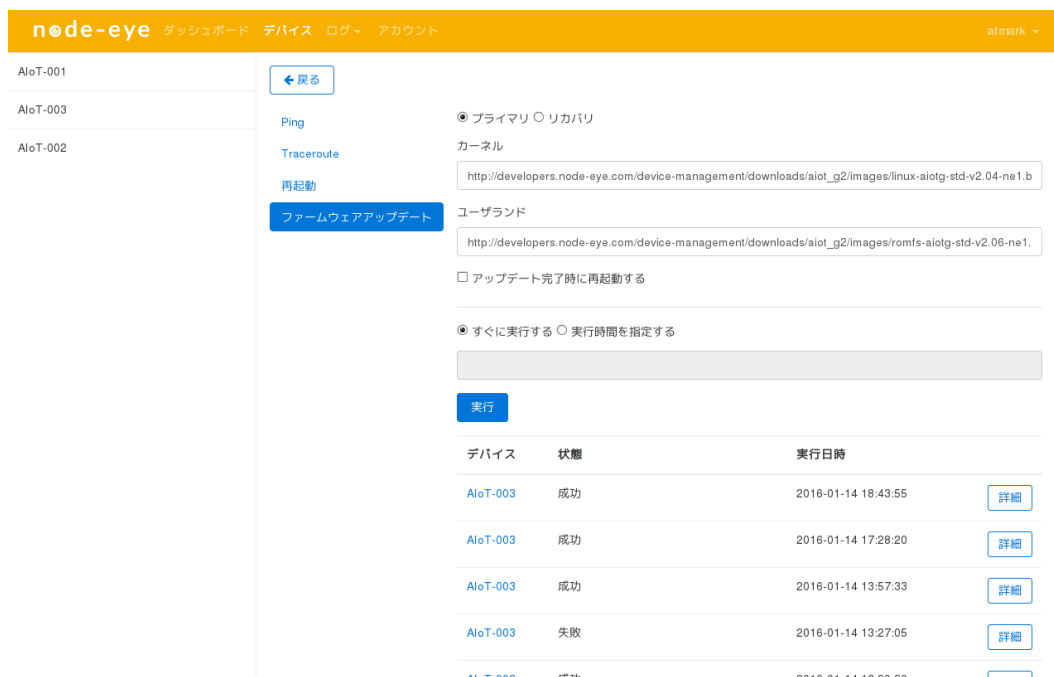 node-eye ダッシュボード デバイス ログ アカウント atmark
AIoT-001
AIoT-003
AIoT-002
戻る
Ping
Traceroute
再起動
ファームウェアアップデート
プライマリ リカバリ
カーネル
http://developers.node-eye.com/device-management/downloads/aiot_g2/images/linux-aiotg-std-v2.04-ne1.b
ユーザランド
http://developers.node-eye.com/device-management/downloads/aiot_g2/images/romfs-aiotg-std-v2.06-ne1.
アップデート完了時に再起動する
すぐに実行する 実行時間を指定する
実行
デバイス 状態 実行日時
AIoT-003 成功 2016-01-14 18:43:55 詳細
AIoT-003 成功 2016-01-14 17:28:20 詳細
AIoT-003 成功 2016-01-14 13:57:33 詳細
AIoT-003 失敗 2016-01-14 13:27:05 詳細